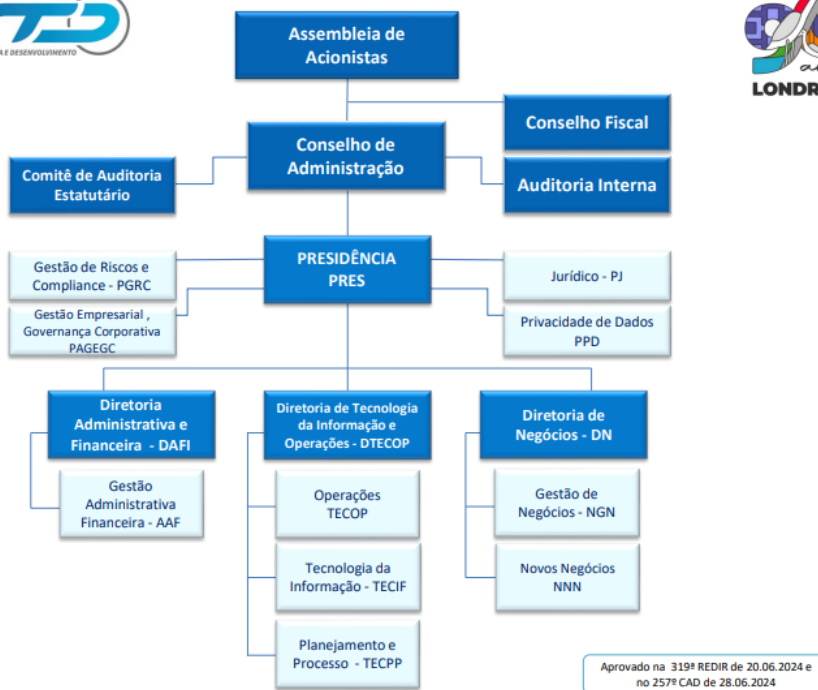 A E DESENVOLVIMENTO
Assembleia de
Acionistas
LONDR
Conselho Fiscal
Conselho de
Administração
Comitê de Auditoria
Estatutário
Auditoria Interna
PRESIDÊNCIA
PRES
Gestão de Riscos e
Compliance - PGRC
Jurídico - PJ
Gestão Empresarial ,
Governança Corporativa
PAGEGC
Privacidade de Dados
PPD
Diretoria
Administrativa e
Financeira - DAFI
Diretoria de Tecnologia
da Informação e
Operações - DTECOP
Diretoria de
Negócios - DN
Gestão
Administrativa
Financeira - AAF
Operações
TECOP
Gestão de
Negócios - NGN
Tecnologia da
Informação - TECIF
Novos Negócios
NNN
Planejamento e
Processo - TECPP
Aprovado na 319ª REDIR de 20.06.2024 e
no 257º CAD de 28.06.2024